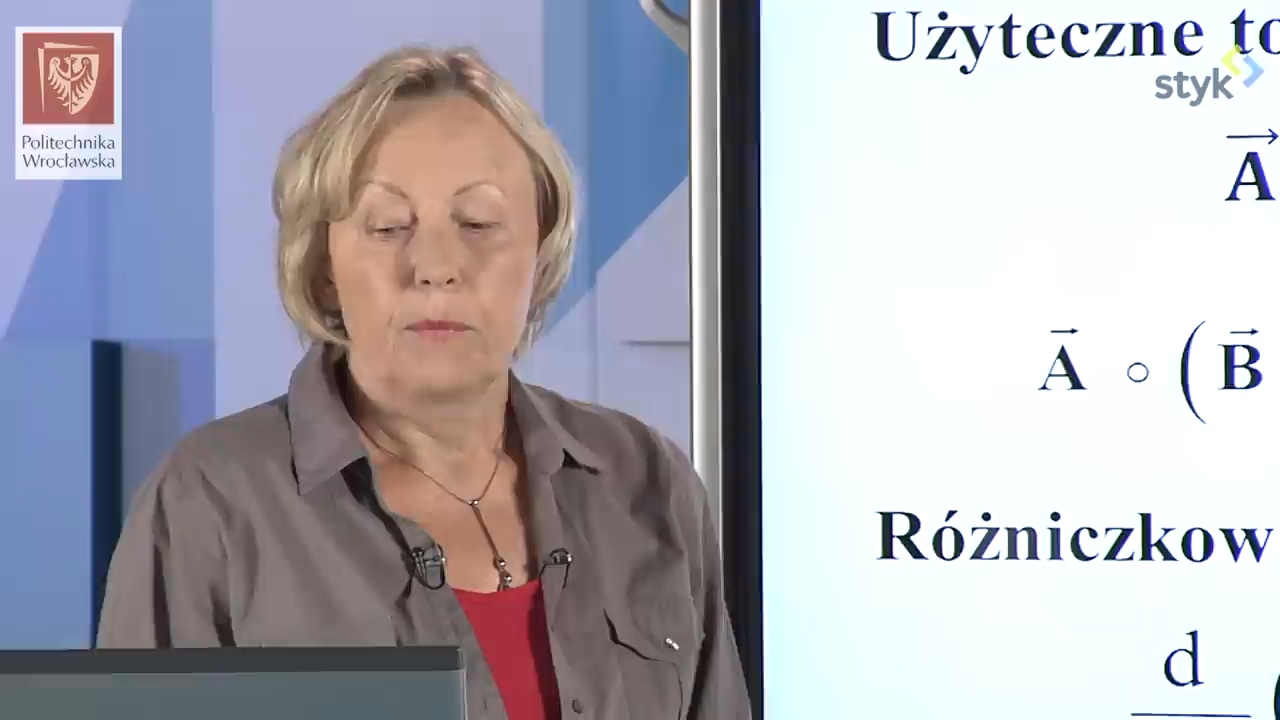 Politechnika
Wrocławska
Użyteczne to
styk
A
A ∘ ( B
Różniczkow
d